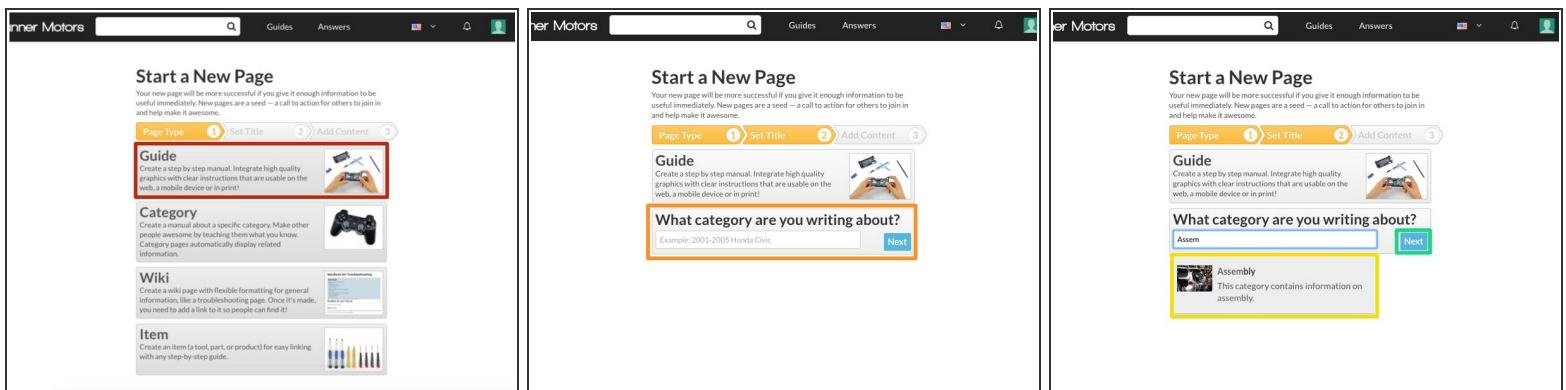 nner Motors
Guides
Answers
Start a New Page
Your new page will be more successful if you give it enough information to be
useful immediately. New pages are a seed — a call to action for others to join in
and help make it awesome.
Page Type 1 Set Title 2 Add Content 3
Guide
Create a step by step manual. Integrate high quality
graphics with clear instructions that are usable on the
web, a mobile device or in print!
Category
Create a manual about a specific category. Make other
people awesome by teaching them what you know.
Category pages automatically display related
information.
Wiki
Create a wiki page with flexible formatting for general
information, like a troubleshooting page. Once it's made,
you need to add a link to it so people can find it!
Item
Create an item (a tool, part, or product) for easy linking
with any step-by-step guide.
ner Motors
Guides
Answers
Start a New Page
Your new page will be more successful if you give it enough information to be
useful immediately. New pages are a seed — a call to action for others to join in
and help make it awesome.
Page Type 1 Set Title 2 Add Content 3
Guide
Create a step by step manual. Integrate high quality
graphics with clear instructions that are usable on the
web, a mobile device or in print!
What category are you writing about?
Example: 2001-2005 Honda Civic
Next
er Motors
Guides
Answers
Start a New Page
Your new page will be more successful if you give it enough information to be
useful immediately. New pages are a seed — a call to action for others to join in
and help make it awesome.
Page Type 1 Set Title 2 Add Content 3
Guide
Create a step by step manual. Integrate high quality
graphics with clear instructions that are usable on the
web, a mobile device or in print!
What category are you writing about?
Assem
Next
Assembly
This category contains information on
assembly.